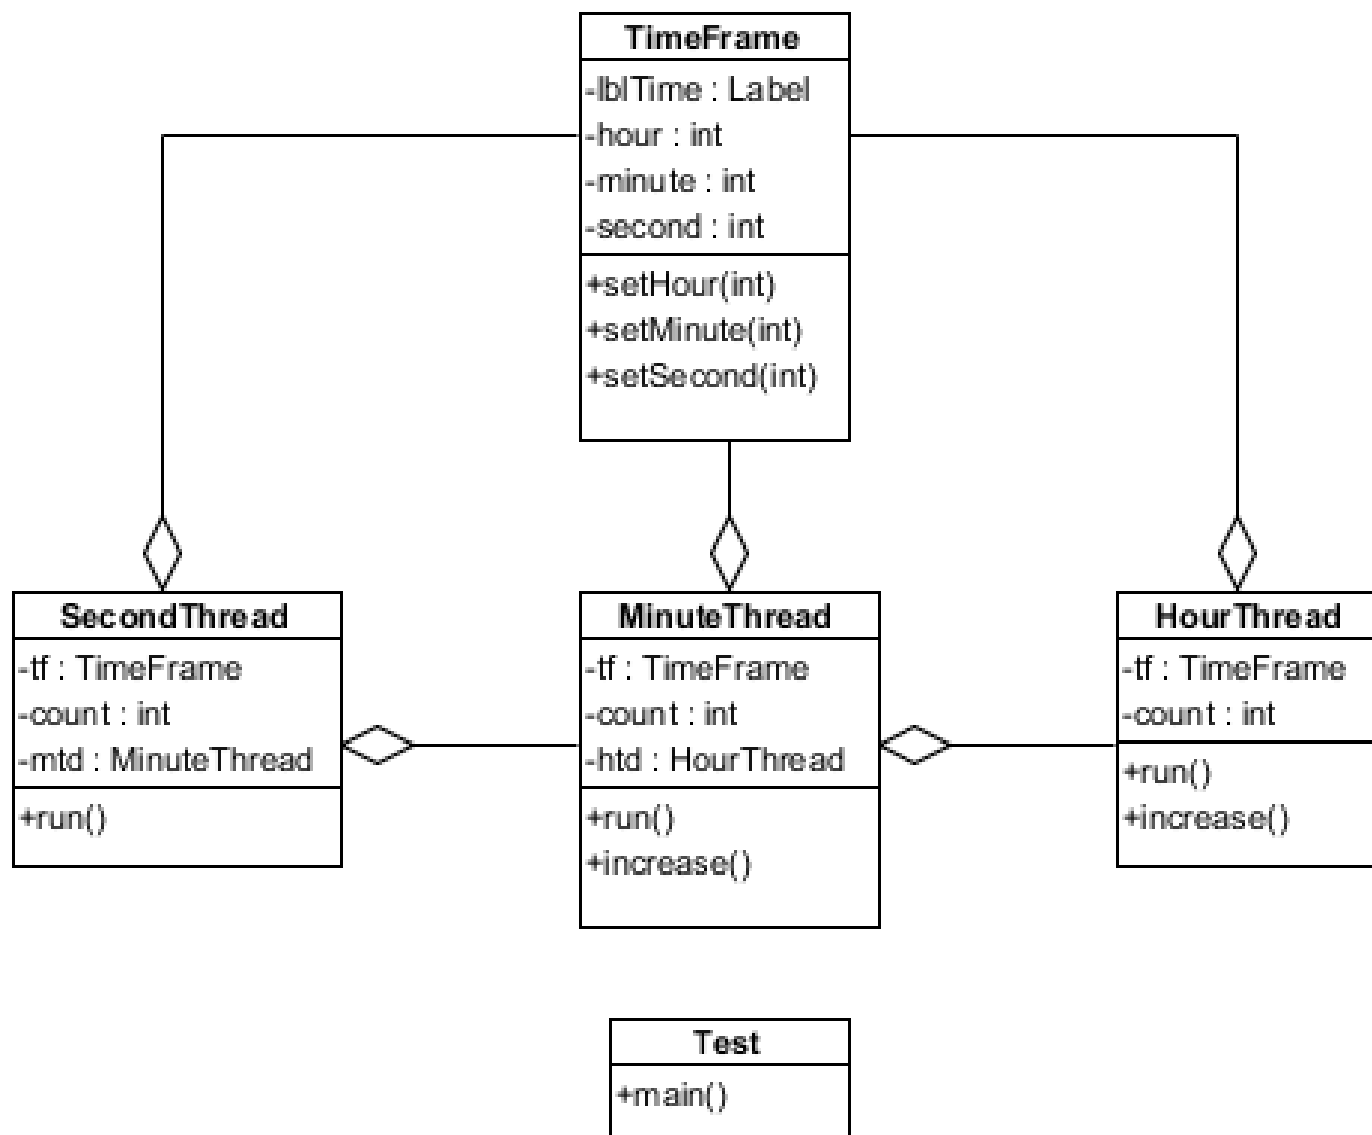 TimeFrame
-lblTime : Label
-hour : int
-minute : int
-second : int
+setHour(int)
+setMinute(int)
+setSecond(int)
SecondThread
-tf : TimeFrame
-count : int
-mtd : MinuteThread
+run()
MinuteThread
-tf : TimeFrame
-count : int
-htd : HourThread
+run()
+increase()
HourThread
-tf : TimeFrame
-count : int
+run()
+increase()
Test
+main()